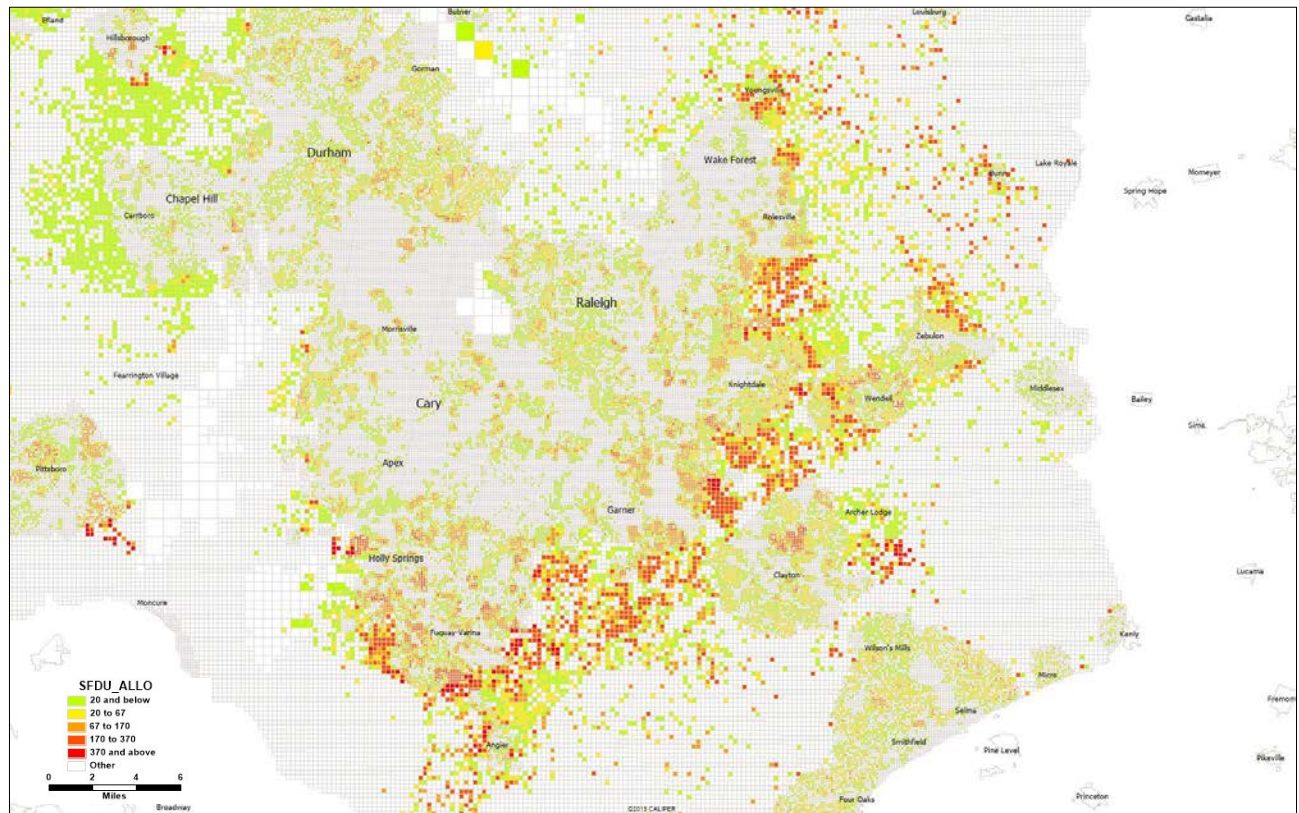 Efland
Butner
Louisburg
Castalia
Hillsborough
Gorman
Youngsville
Durham
Wake Forest
Lake Royale
Bunn
Momeyer
Spring Hope
Chapel Hill
Carrboro
Rolesville
Raleigh
Morrisville
Zebulon
Fearrington Village
Knightdale
Middlesex
Wendell
Bailey
Cary
Sims
Apex
Pittsboro
Garner
Archer Lodge
Holly Springs
Clayton
Lucama
Moncure
Fuquay-Varina
Kenly
Wilson's Mills
Micro
SFDU_ALLO
20 and below
20 to 67
67 to 170
170 to 370
370 and above
Other
0 2 4 6
Miles
Selma
Fremon
Smithfield
Angier
Pine Level
Pikeville
Four Oaks
Princeton
Broadway
©2015 CALIPER